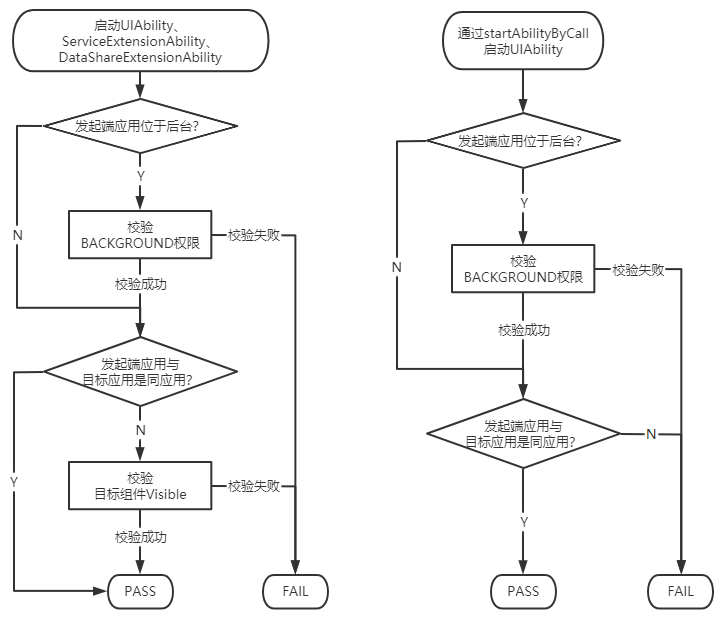 启动UIAbility、
ServiceExtensionAbility、
DataShareExtensionAbility
发起端应用位于后台?
Y
N
校验
BACKGROUND权限
校验失败
校验成功
发起端应用与
目标应用是同应用?
N
Y
校验
目标组件Visible
校验失败
校验成功
PASS
FAIL
通过startAbilityByCall
启动UIAbility
发起端应用位于后台?
Y
N
校验
BACKGROUND权限
校验失败
校验成功
发起端应用与
目标应用是同应用?
N
Y
PASS
FAIL